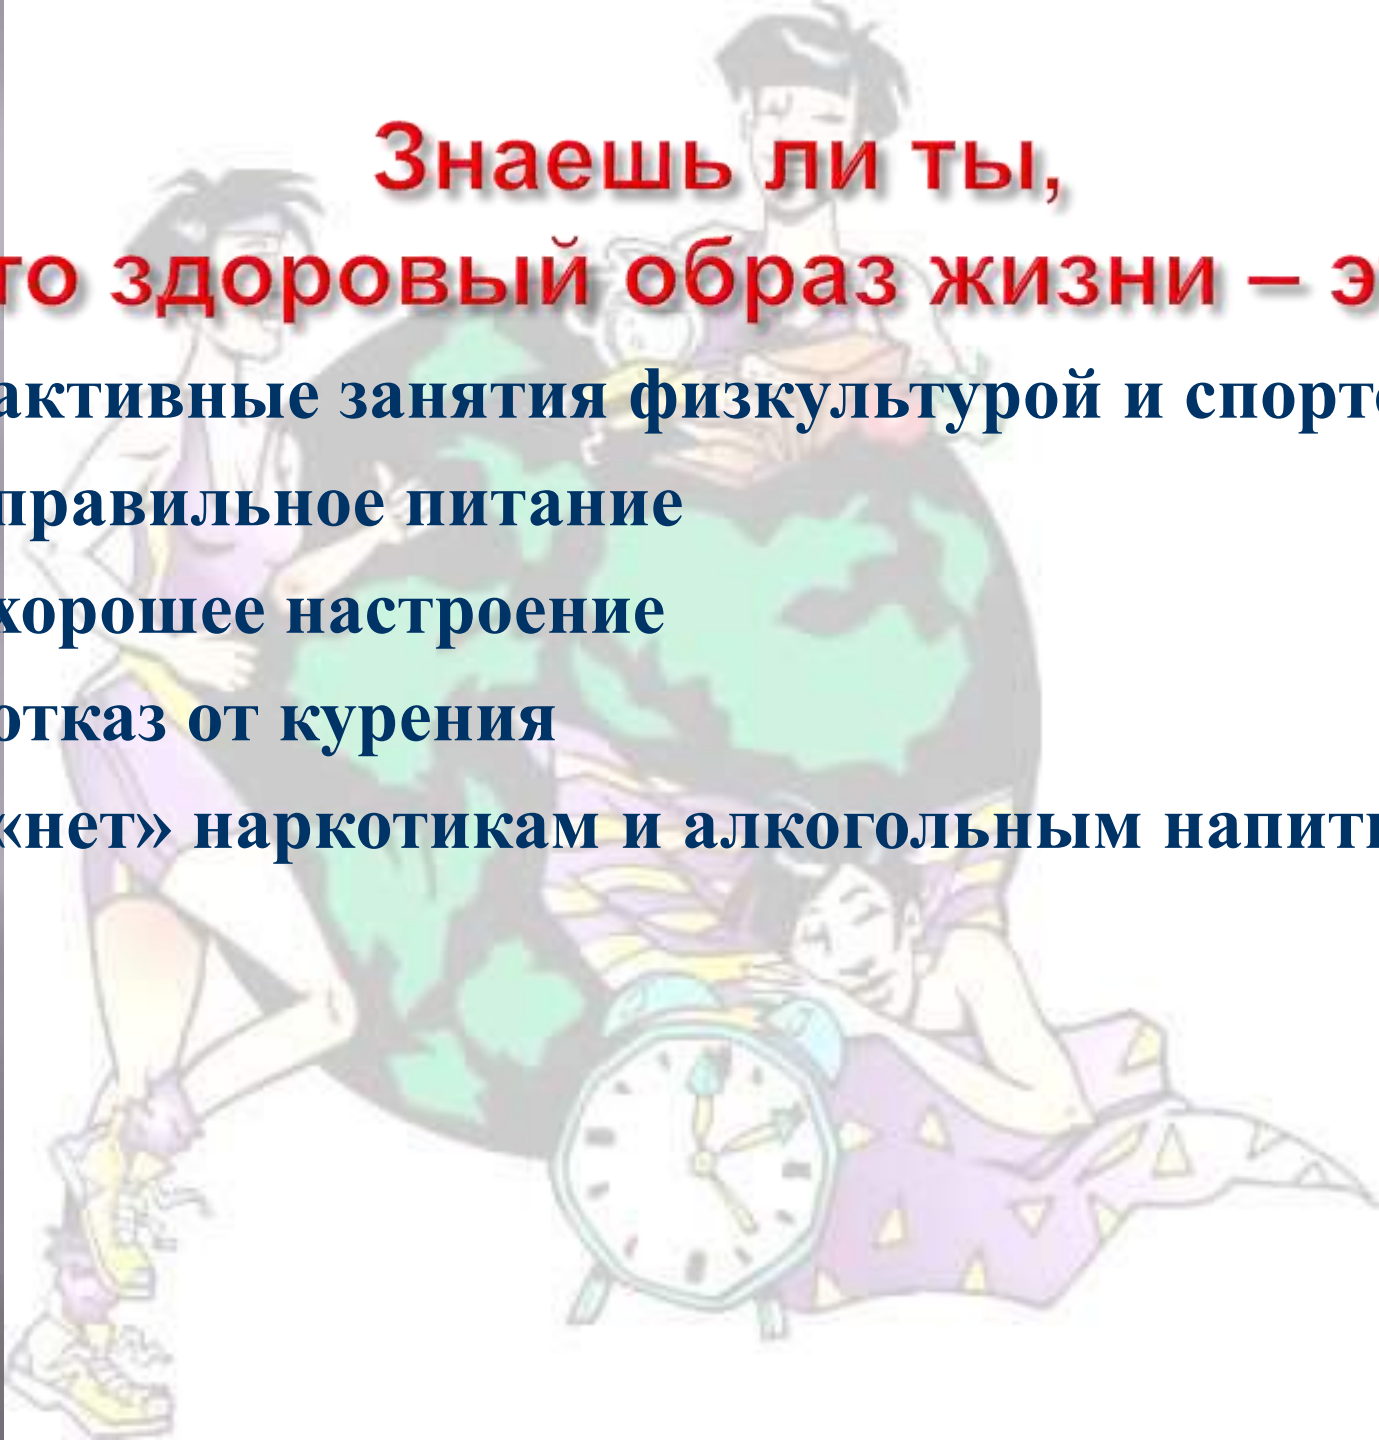 Знаешь ли ты,
то здоровый образ жизни – э
активные занятия физкультурой и спорт
правильное питание
хорошее настроение
отказ от курения
«нет» наркотикам и алкогольным напит